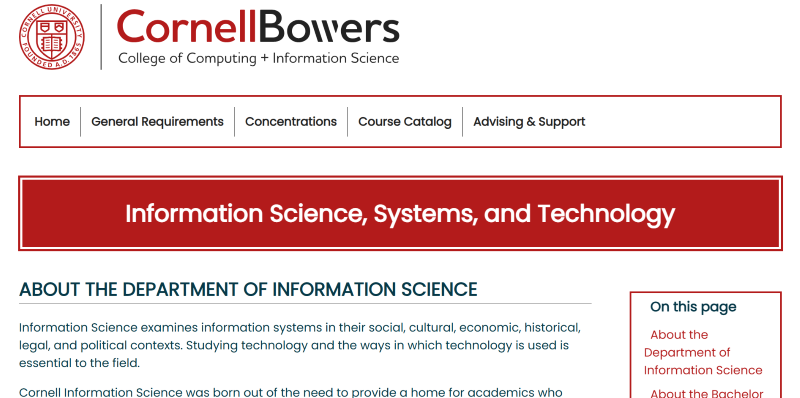 CORNELL UNIVERSITY
FOUNDED A.D. 1865
CornellBowers
College of Computing + Information Science
Home
General Requirements
Concentrations
Course Catalog
Advising & Support
Information Science, Systems, and Technology
ABOUT THE DEPARTMENT OF INFORMATION SCIENCE
Information Science examines information systems in their social, cultural, economic, historical,
legal, and political contexts. Studying technology and the ways in which technology is used is
essential to the field.
Cornell Information Science was born out of the need to provide a home for academics who
On this page
About the
Department of
Information Science
About the Bachelor